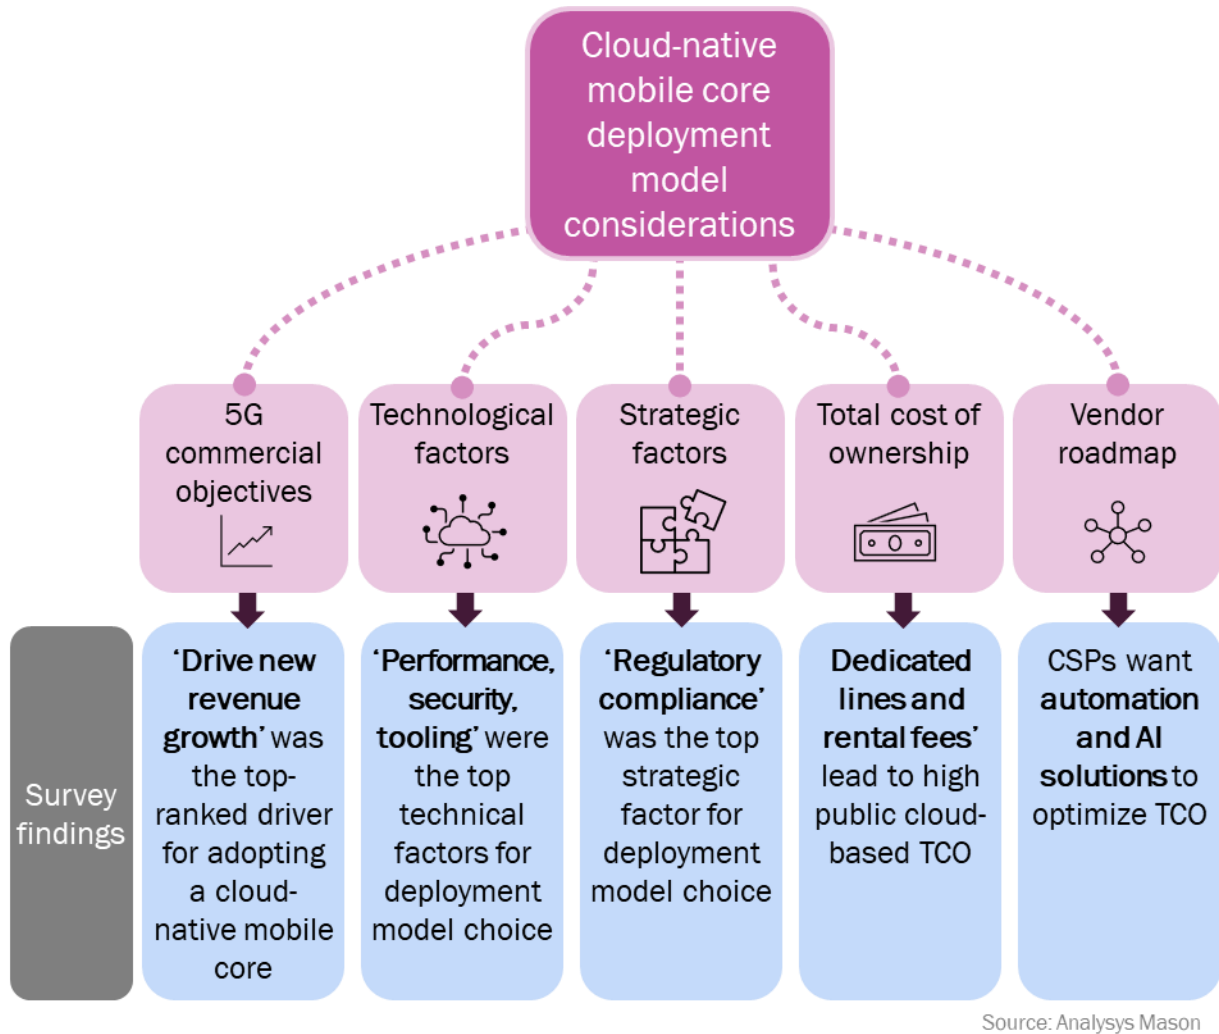 Cloud-native
mobile core
deployment
model
considerations
5G
commercial
objectives
Technological
factors
Strategic
factors
Total cost of
ownership
Vendor
roadmap
Survey
findings
‘Drive new
revenue
growth’ was
the top-
ranked driver
for adopting
a cloud-
native mobile
core
‘Performance,
security,
tooling’ were
the top
technical
factors for
deployment
model choice
‘Regulatory
compliance’
was the top
strategic
factor for
deployment
model choice
Dedicated
lines and
rental fees’
lead to high
public cloud-
based TCO
CSPs want
automation
and AI
solutions to
optimize TCO
Source: Analysys Mason